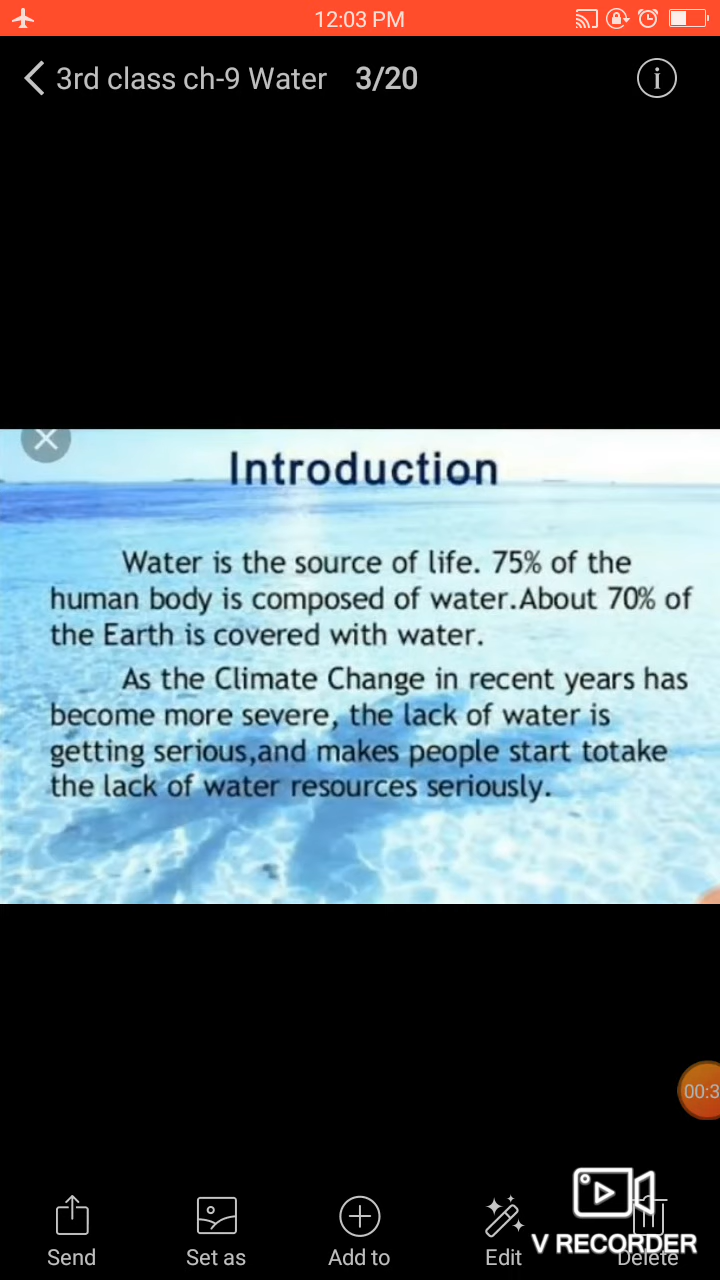 12:03 PM
3rd class ch-9 Water 3/20
Introduction
Water is the source of life. 75% of the
human body is composed of water.About 70% of
the Earth is covered with water.
As the Climate Change in recent years has
become more severe, the lack of water is
getting serious,and makes people start totake
the lack of water resources seriously.
00:3
V RECORDER
Send Set as Add to Edit Delete